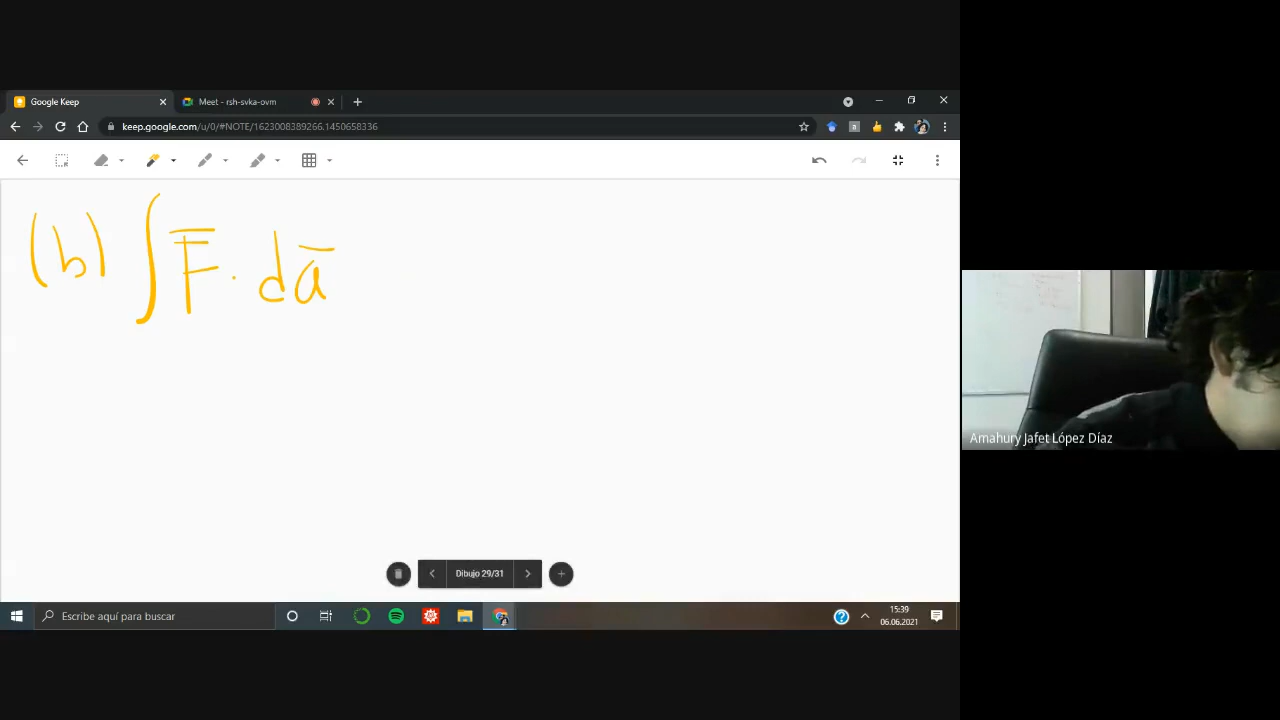 Google Keep
Meet - rsh-svka-ovm
keep.google.com/u/0/#NOTE/1623008389266.1450658336
(b) ∫ F̅ · da̅
Amahury Jafet López Díaz
Dibujo 29/31
Escribe aquí para buscar
15:39
06.06.2021